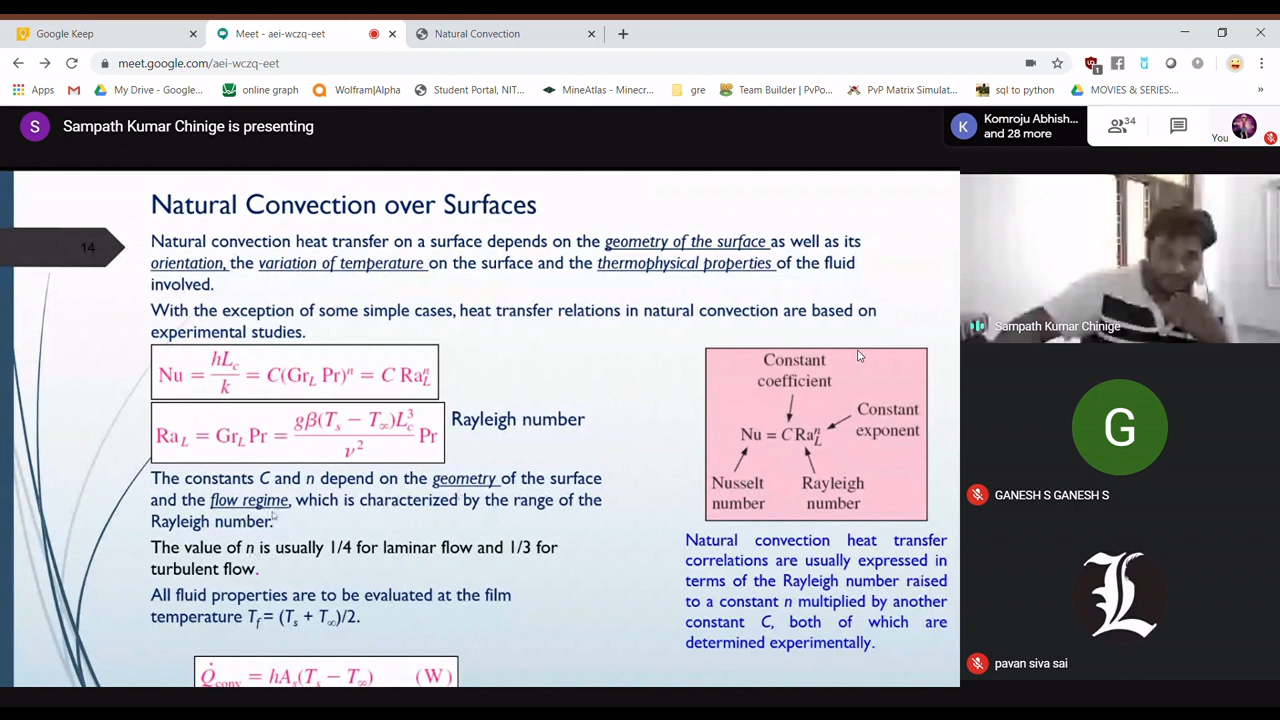 Google Keep
Meet - aei-wczq-eet
Natural Convection
meet.google.com/aei-wczq-eet
1
Apps
My Drive - Google...
online graph
Wolfram|Alpha
Student Portal, NIT...
MineAtlas - Minecr...
gre
Team Builder | PvPo...
PvP Matrix Simulat...
sql to python
MOVIES & SERIES:...
»
S
Sampath Kumar Chinige is presenting
K
Komroju Abhish...
and 28 more
34
You
14
Natural Convection over Surfaces
Natural convection heat transfer on a surface depends on the geometry of the surface as well as its
orientation, the variation of temperature on the surface and the thermophysical properties of the fluid
involved.
With the exception of some simple cases, heat transfer relations in natural convection are based on
experimental studies.
Nu = hL_c/k = C(Gr_L Pr)^n = C Ra_L^n
Ra_L = Gr_L Pr = gβ(T_s − T_∞)L_c^3/ν^2 Pr
Rayleigh number
The constants C and n depend on the geometry of the surface
and the flow regime, which is characterized by the range of the
Rayleigh number.
The value of n is usually 1/4 for laminar flow and 1/3 for
turbulent flow.
All fluid properties are to be evaluated at the film
temperature T_f = (T_s + T_∞)/2.
Q̇_conv = hA_s(T_s − T_∞) (W)
Constant
coefficient
Constant
exponent
Nu = C Ra_L^n
Nusselt
number
Rayleigh
number
Natural convection heat transfer
correlations are usually expressed in
terms of the Rayleigh number raised
to a constant n multiplied by another
constant C, both of which are
determined experimentally.
Sampath Kumar Chinige
G
GANESH S GANESH S
L
pavan siva sai